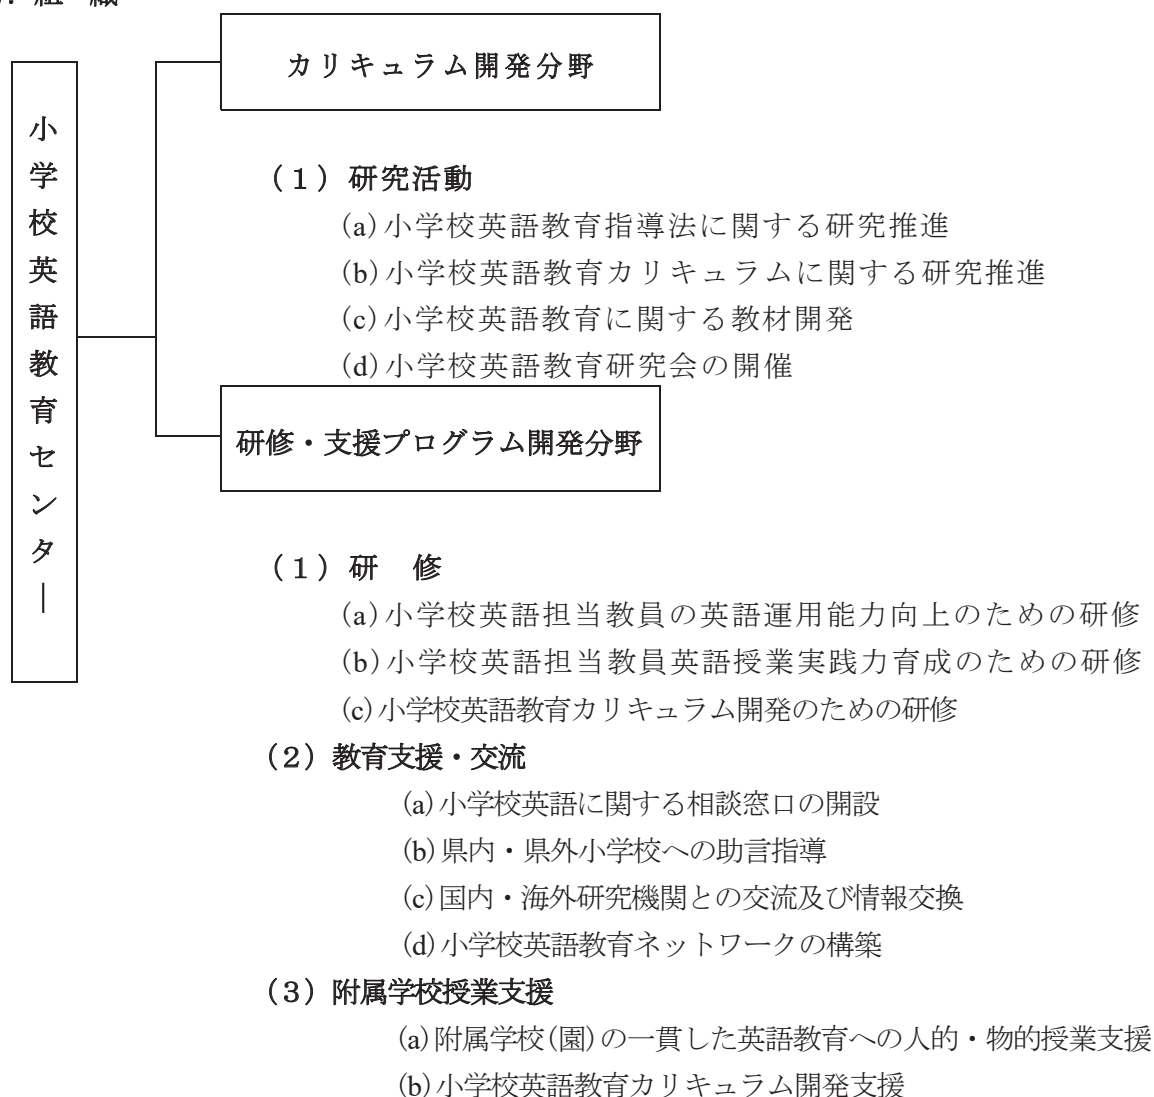 組 織
小学校英語教育センター
カリキュラム開発分野
(１) 研究活動
(a)小学校英語教育指導法に関する研究推進
(b)小学校英語教育カリキュラムに関する研究推進
(c)小学校英語教育に関する教材開発
(d)小学校英語教育研究会の開催
研修・支援プログラム開発分野
(１) 研　修
(a)小学校英語担当教員の英語運用能力向上のための研修
(b)小学校英語担当教員英語授業実践力育成のための研修
(c)小学校英語教育カリキュラム開発のための研修
(２) 教育支援・交流
(a)小学校英語に関する相談窓口の開設
(b)県内・県外小学校への助言指導
(c)国内・海外研究機関との交流及び情報交換
(d)小学校英語教育ネットワークの構築
(３) 附属学校授業支援
(a)附属学校(園)の一貫した英語教育への人的・物的授業支援
(b)小学校英語教育カリキュラム開発支援